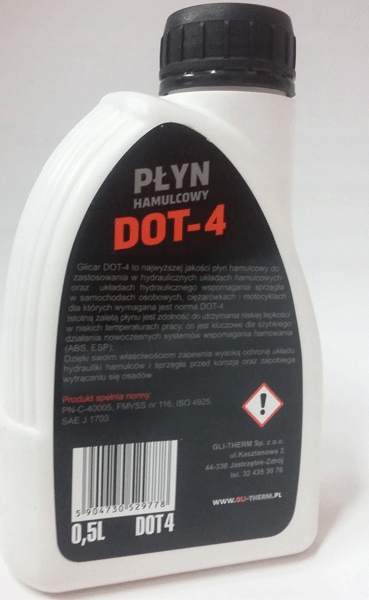 PŁYN
HAMULCOWY
DOT-4
Glicar DOT-4 to najwyższej jakości płyn hamulcowy do
zastosowania w hydraulicznych układach hamulcowych
oraz układach hydraulicznych wspomagania sprzęgła
w samochodach osobowych, ciężarówkach i motocyklach
dla których wymagana jest norma DOT-4
Istotną zaletą płynu jest zdolność do utrzymania niskiej lepkości
w niskich temperaturach pracy, co jest kluczowe dla szybkiego
działania nowoczesnych systemów wspomagania hamowania
(ABS, ESP).
Dzięki swoim właściwościom zapewnia wysoką ochronę układu
hydrauliki hamulców i sprzęgła przed korozją oraz zapobiega
wytrącaniu się osadów.
Produkt spełnia normy:
PN-C-40005, FMVSS nr 116, ISO 4925,
SAE J 1703
GLI-THERM Sp. z o.o.
ul.Kasztanowa 2
44-330 Jastrzębie-Zdrój
tel. 32 435 30 76
WWW.GLI-THERM.PL
5 904730 529778
0,5L DOT4